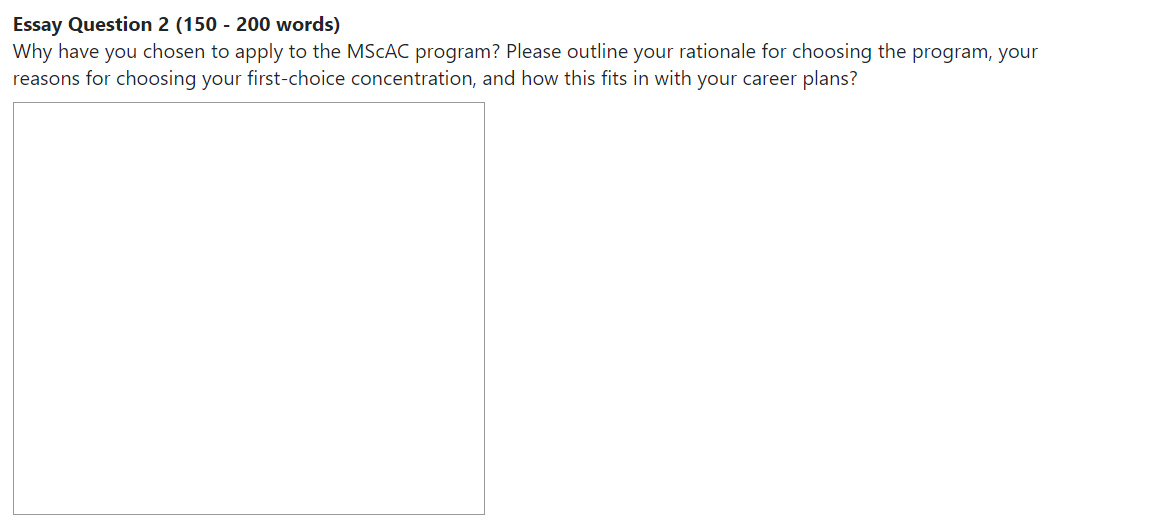 Essay Question 2 (150 - 200 words)
Why have you chosen to apply to the MScAC program? Please outline your rationale for choosing the program, your
reasons for choosing your first-choice concentration, and how this fits in with your career plans?